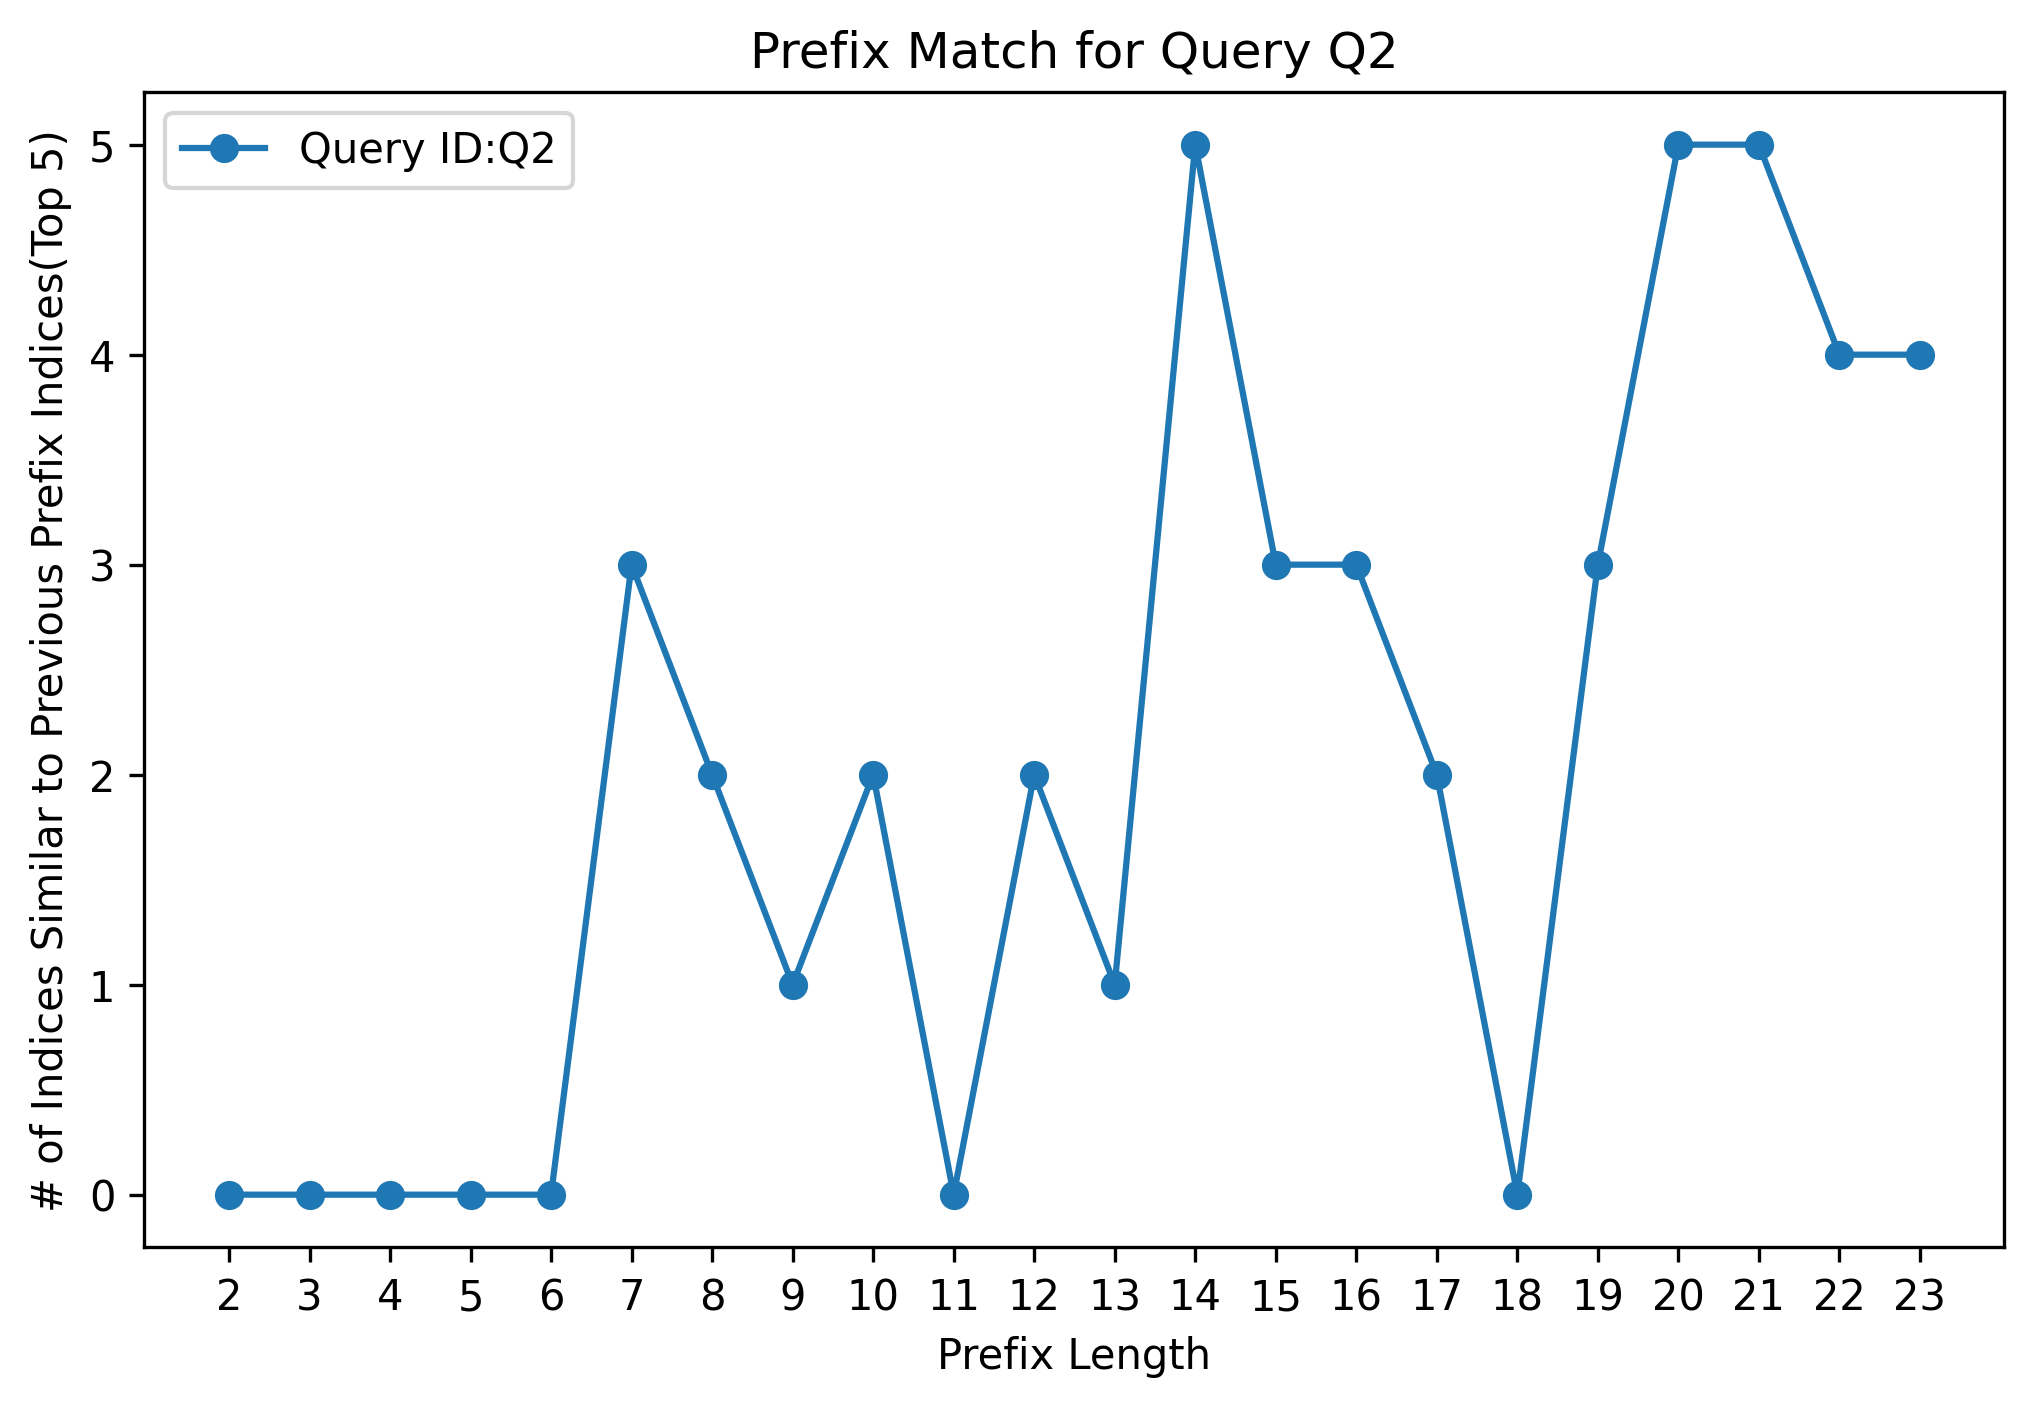 Prefix Match for Query Q2
Query ID:Q2
# of Indices Similar to Previous Prefix Indices(Top 5)
5
4
3
2
1
0
2 3 4 5 6 7 8 9 10 11 12 13 14 15 16 17 18 19 20 21 22 23
Prefix Length